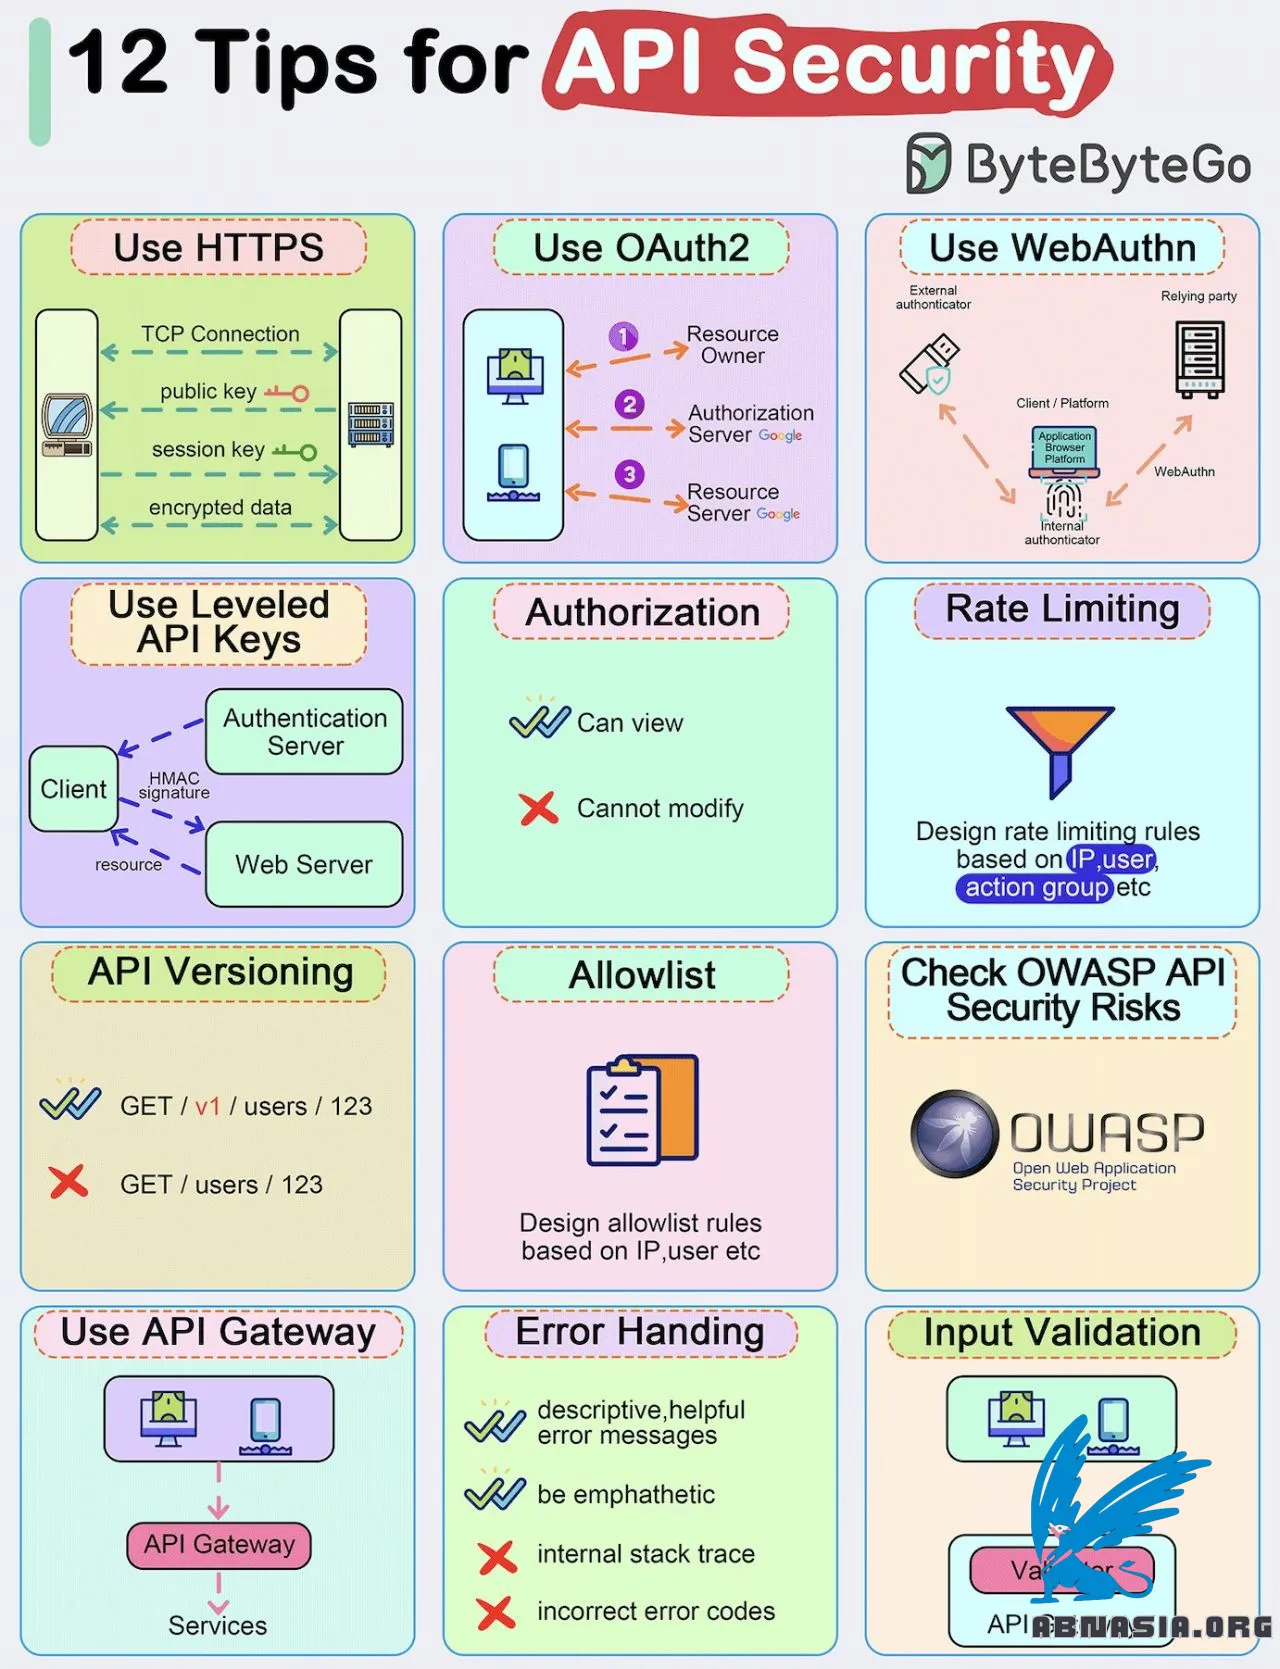 12 Tips for API Security
ByteByteGo
Use HTTPS
TCP Connection
public key
session key
encrypted data
Use OAuth2
1
Resource
Owner
2
Authorization
Server Google
3
Resource
Server Google
Use WebAuthn
External
authonticator
Relying party
Client / Platform
Application
Browser
Platform
WebAuthn
Internal
authonticator
Use Leveled
API Keys
Authentication
Server
Client
HMAC
signature
resource
Web Server
Authorization
Can view
Cannot modify
Rate Limiting
Design rate limiting rules
based on IP,user,
action group etc
API Versioning
GET / v1 / users / 123
GET / users / 123
Allowlist
Design allowlist rules
based on IP,user etc
Check OWASP API
Security Risks
OWASP
Open Web Application
Security Project
Use API Gateway
API Gateway
Services
Error Handing
descriptive,helpful
error messages
be emphathetic
internal stack trace
incorrect error codes
Input Validation
API
ABNASIA.ORG